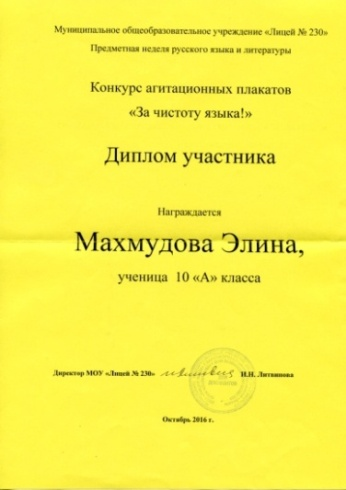 Муниципальное общеобразовательное учреждение «Лицей № 230»
Предметная неделя русского языка и литературы
Конкурс агитационных плакатов
«За чистоту языка!»
Диплом участника
Награждается
Махмудова Элина,
ученица 10 «А» класса
Директор МОУ «Лицей № 230» И.Н. Литвинова
Октябрь 2016 г.